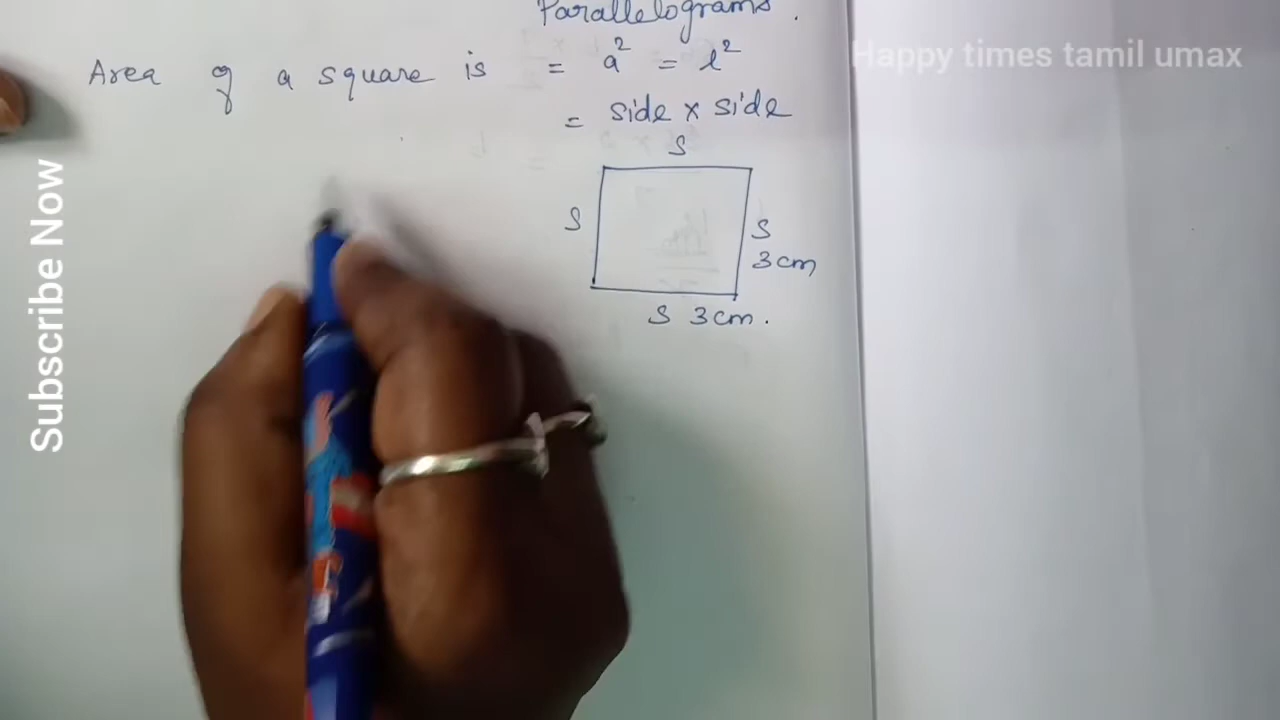 Parallelograms.
Happy times tamil umax
Area of a square is = a² = l²
= side x side
S
S
S
3cm
S 3cm.
Subscribe Now